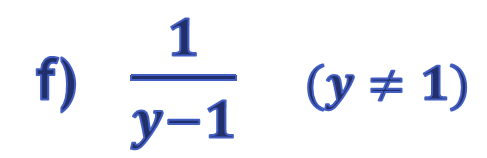 f) 1/(y−1) (y ≠ 1)